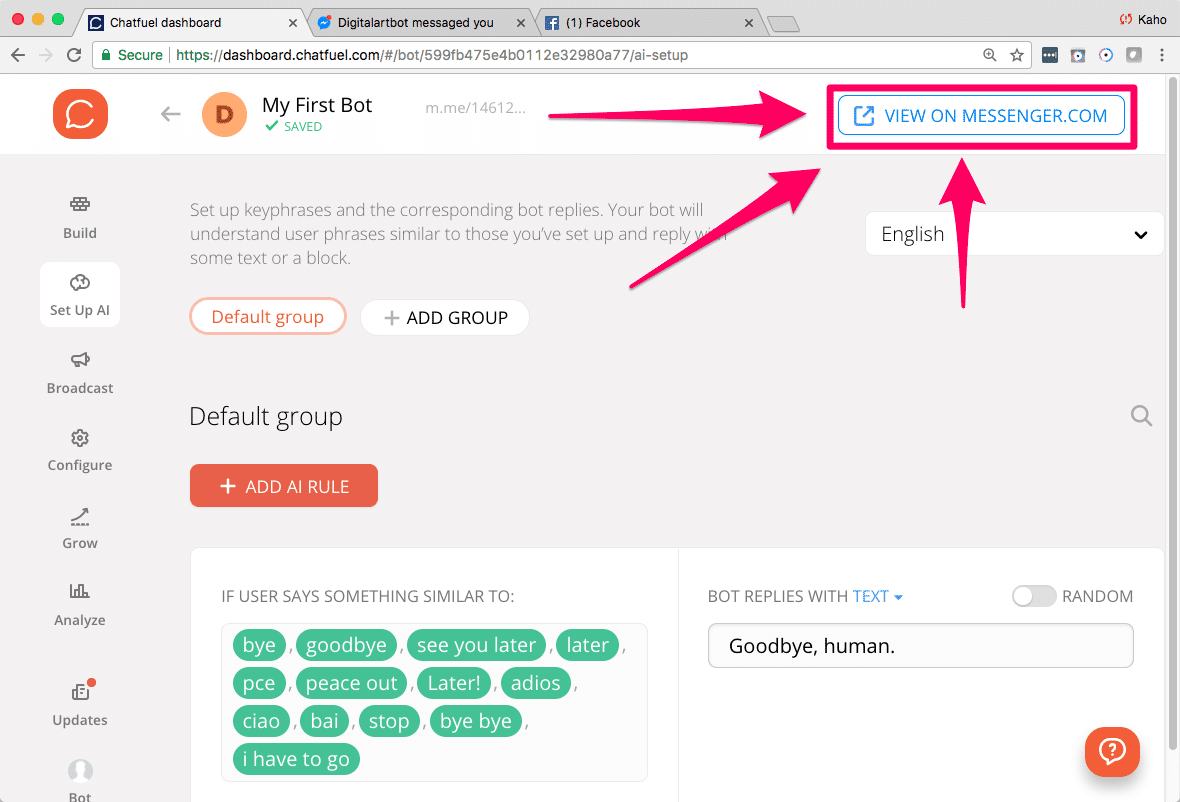 Chatfuel dashboard
Digitalartbot messaged you
(1) Facebook
Kaho
Secure https://dashboard.chatfuel.com/#/bot/599fb475e4b0112e32980a77/ai-setup
D
My First Bot
SAVED
m.me/14612...
VIEW ON MESSENGER.COM
Build
Set Up AI
Broadcast
Configure
Grow
Analyze
Updates
Bot
Set up keyphrases and the corresponding bot replies. Your bot will
understand user phrases similar to those you’ve set up and reply with
some text or a block.
English
Default group
+ ADD GROUP
Default group
+ ADD AI RULE
IF USER SAYS SOMETHING SIMILAR TO:
bye , goodbye , see you later , later ,
pce , peace out , Later! , adios ,
ciao , bai , stop , bye bye ,
i have to go
BOT REPLIES WITH TEXT
RANDOM
Goodbye, human.